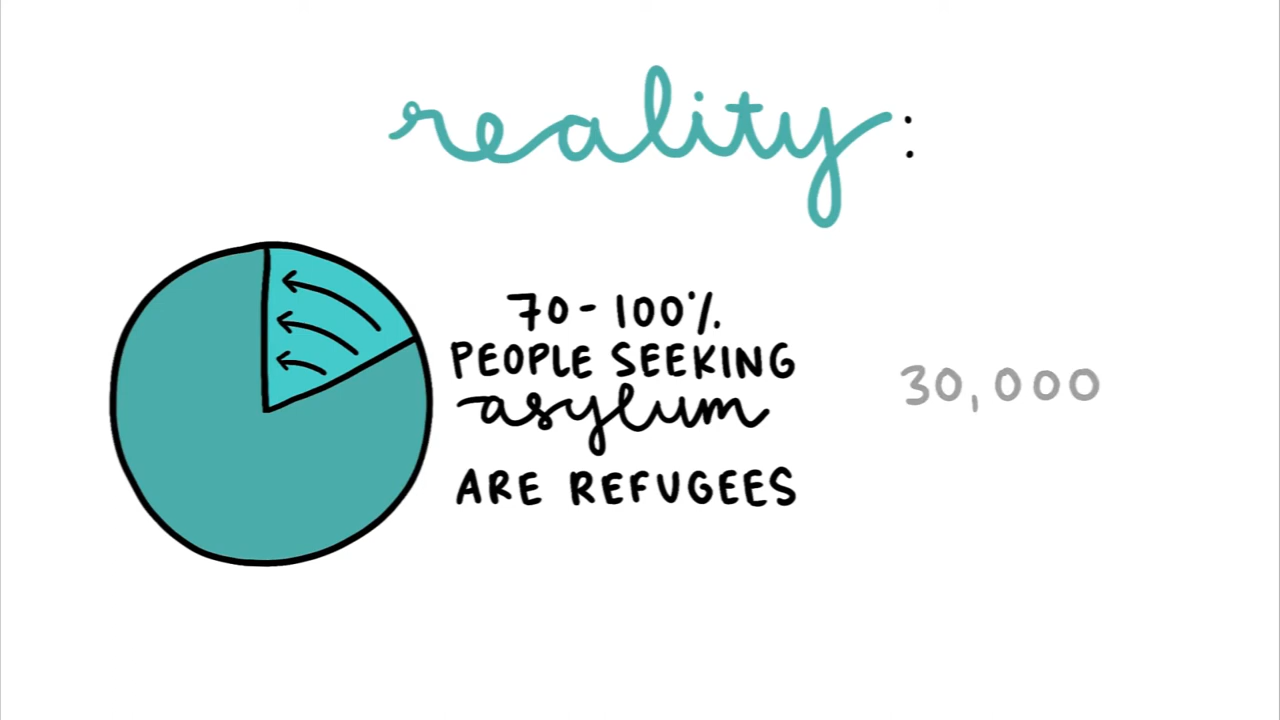 reality:
70-100%
PEOPLE SEEKING
asylum
ARE REFUGEES
30,000